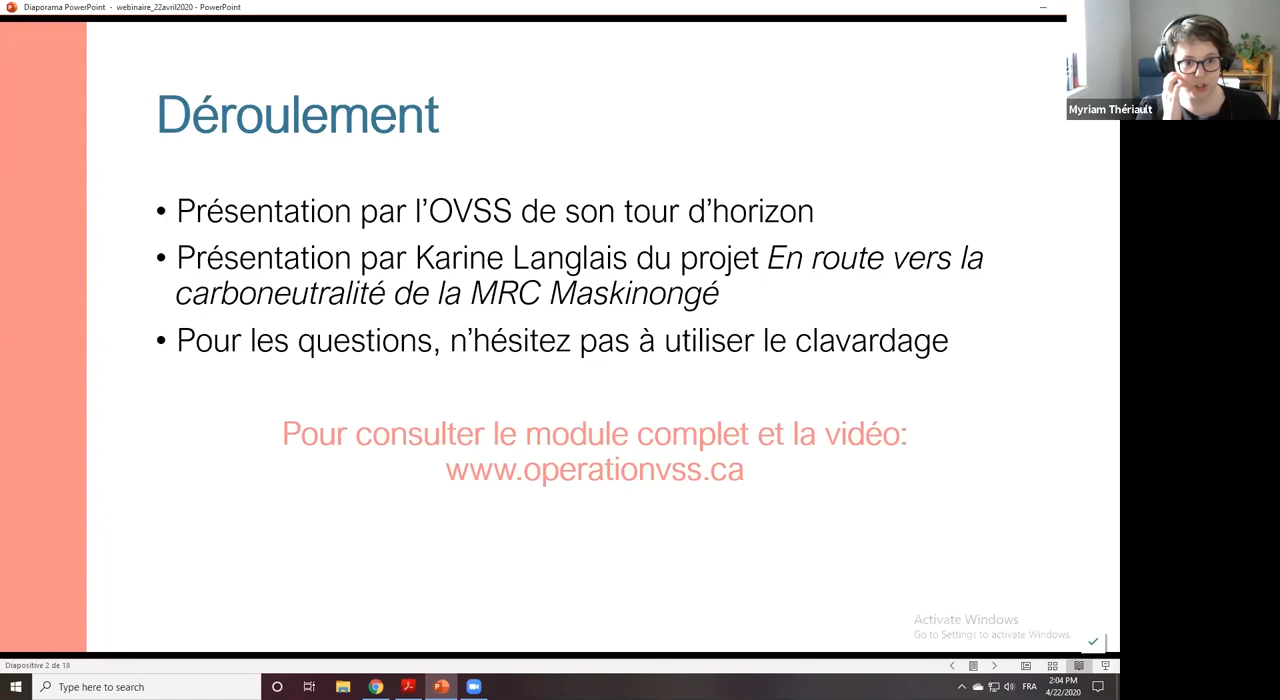 Diaporama PowerPoint - webinaire_22avril2020 - PowerPoint
Myriam Thériault
Déroulement
• Présentation par l’OVSS de son tour d’horizon
• Présentation par Karine Langlais du projet En route vers la
carboneutralité de la MRC Maskinongé
• Pour les questions, n’hésitez pas à utiliser le clavardage
Pour consulter le module complet et la vidéo:
www.operationvss.ca
Activate Windows
Go to Settings to activate Windows.
Diapositive 2 de 18
Type here to search
FRA
2:04 PM
4/22/2020